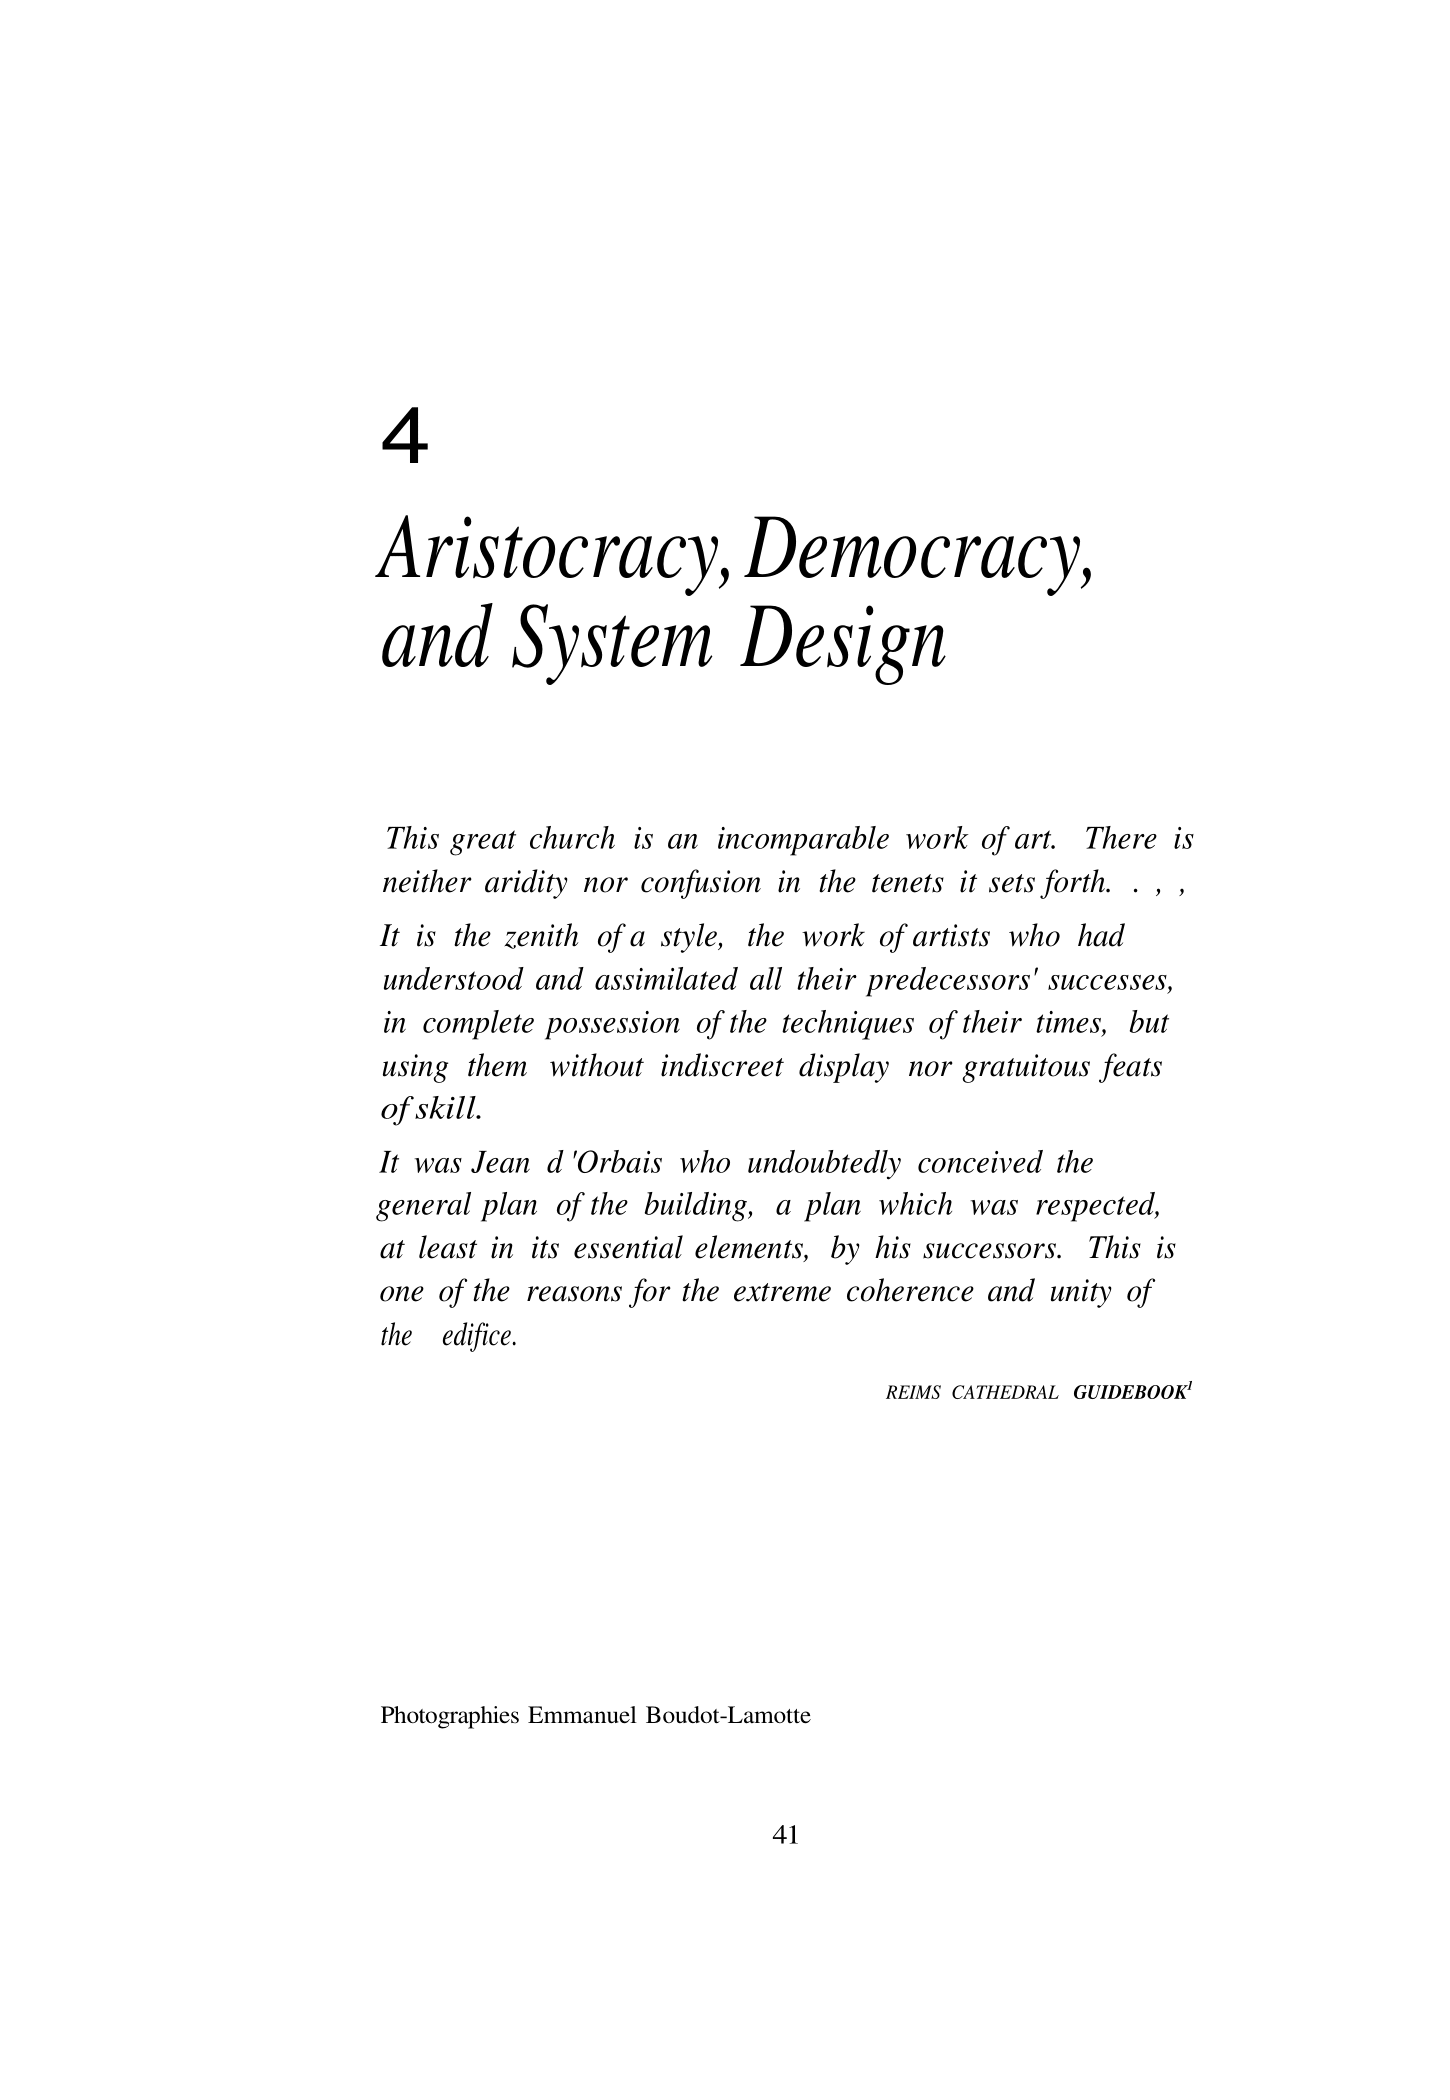 4
Aristocracy, Democracy,
and System Design
This great church is an incomparable work of art. There is
neither aridity nor confusion in the tenets it sets forth. . , ,
It is the zenith of a style, the work of artists who had
understood and assimilated all their predecessors' successes,
in complete possession of the techniques of their times, but
using them without indiscreet display nor gratuitous feats
of skill.
It was Jean d 'Orbais who undoubtedly conceived the
general plan of the building, a plan which was respected,
at least in its essential elements, by his successors. This is
one of the reasons for the extreme coherence and unity of
the edifice.
REIMS CATHEDRAL GUIDEBOOK1
Photographies Emmanuel Boudot-Lamotte
41